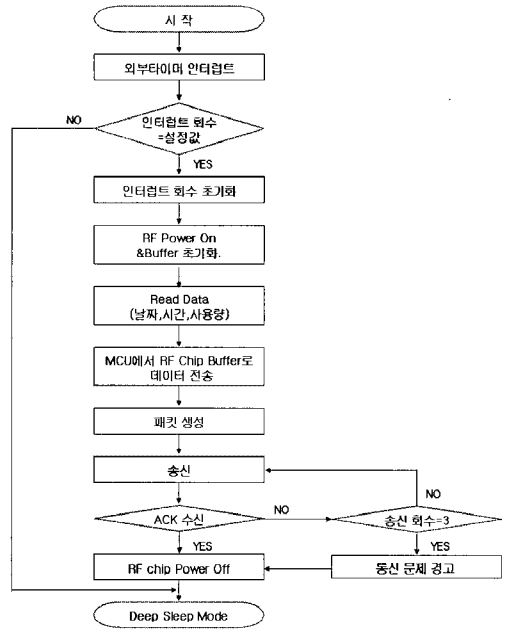 시 작
외부타이머 인터럽트
NO
인터럽트 회수
=설정값
YES
인터럽트 회수 초기화
RF Power On
&Buffer 초기화.
Read Data
(날짜,시간,사용량)
MCU에서 RF Chip Buffer로
데이터 전송
패킷 생성
송신
NO
ACK 수신
NO
송신 회수=3
YES
YES
RF chip Power Off
통신 문제 경고
Deep Sleep Mode